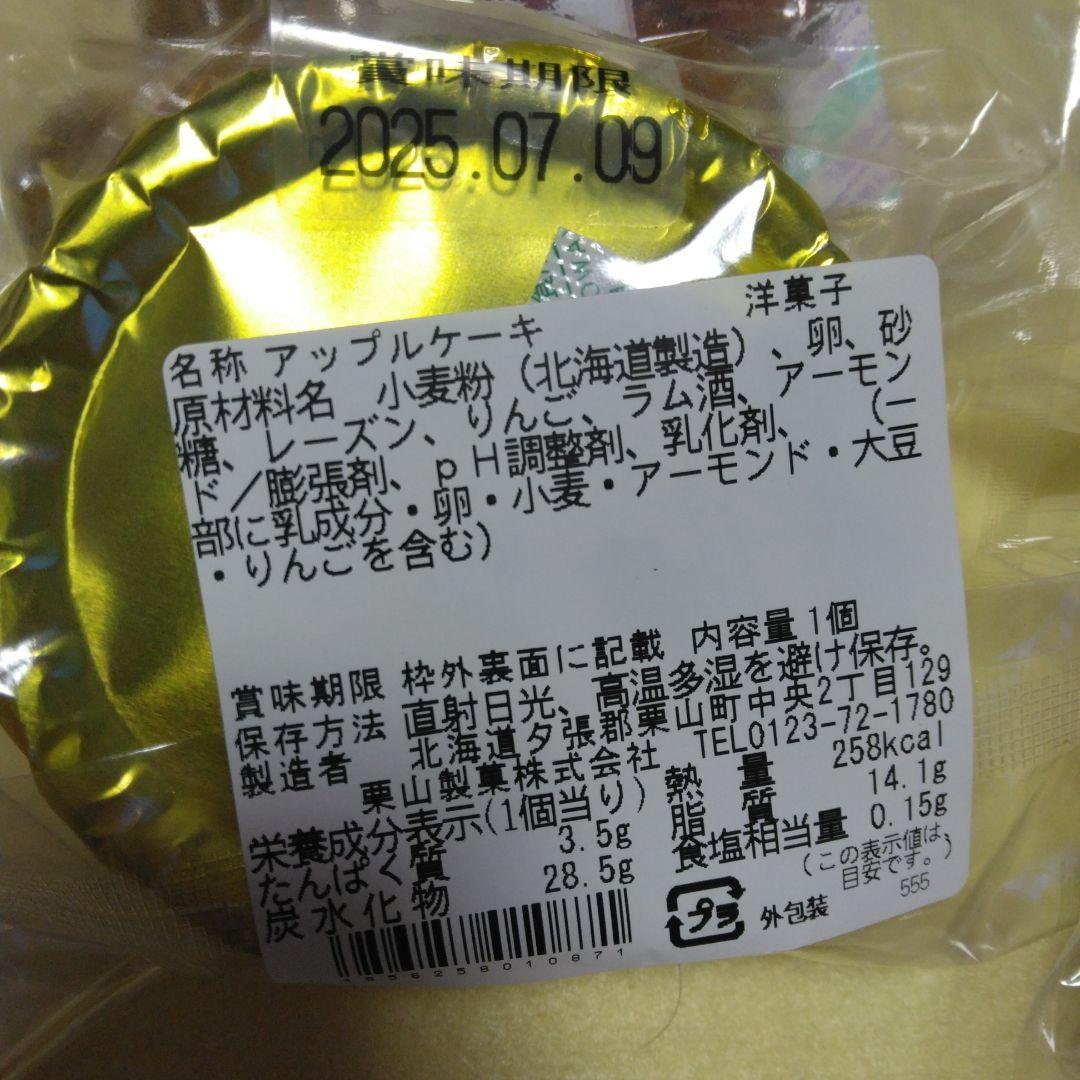 賞味期限
2025.07.09
洋菓子
名称 アップルケーキ
原材料名 小麦粉(北海道製造)、卵、砂
糖、レーズン、りんご、ラム酒、アーモン
ド/膨張剤、pH調整剤、乳化剤、(一
部に乳成分・卵・小麦・アーモンド・大豆
・りんごを含む)
賞味期限 枠外裏面に記載 内容量1個
保存方法 直射日光、高温多湿を避け保存。
製造者 北海道夕張郡栗山町中央2丁目129
栗山製菓株式会社 TEL0123-72-1780
栄養成分表示(1個当り) 熱量 258kcal
たんぱく質 3.5g 脂質 14.1g
炭水化物 28.5g 食塩相当量 0.15g
(この表示値は、
目安です。)
プラ 外包装 555